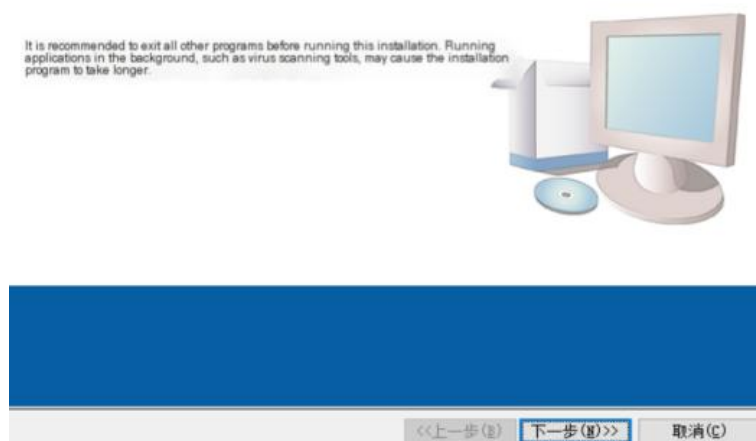 It is recommended to exit all other programs before running this installation. Running
applications in the background, such as virus scanning tools, may cause the installation
program to take longer.
<<上一步(B) 下一步(N)>> 取消(C)